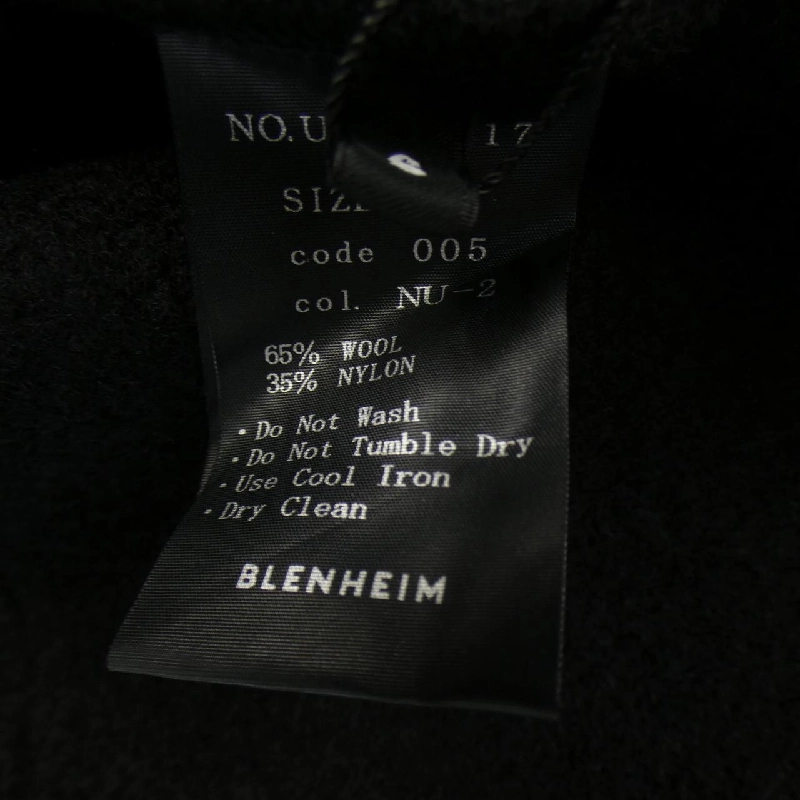 NO.U 17
SIZ
code 005
col. NU-2
65% WOOL
35% NYLON
・Do Not Wash
・Do Not Tumble Dry
・Use Cool Iron
・Dry Clean
BLENHEIM